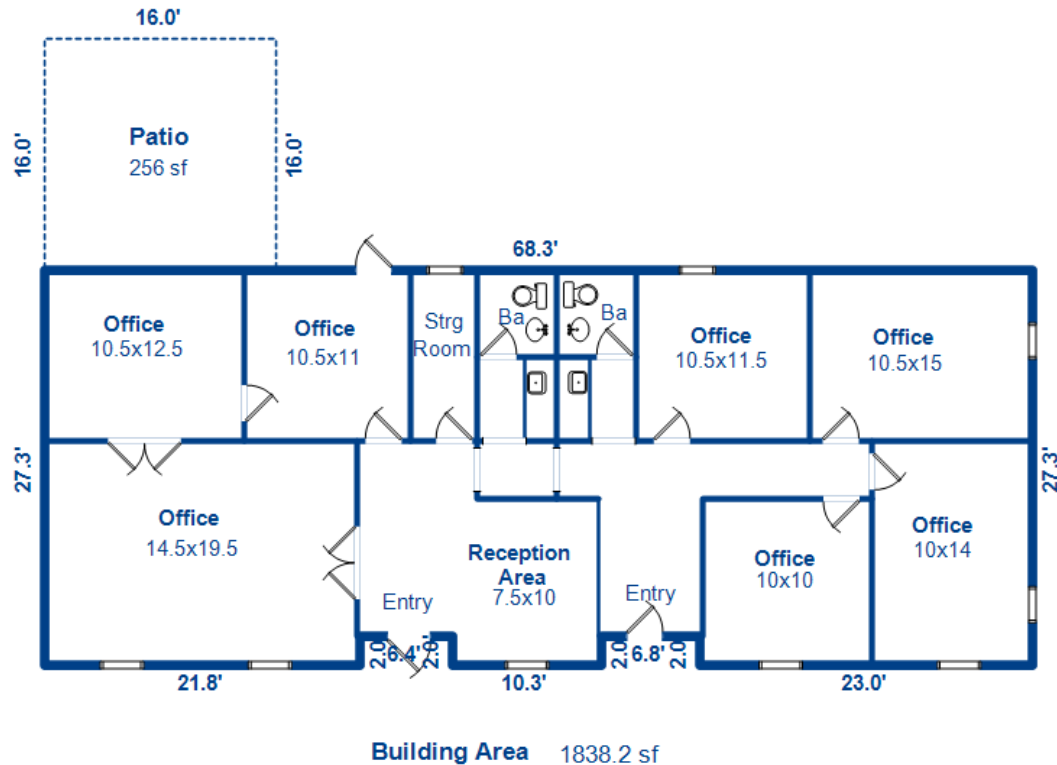 16.0'
16.0'
Patio
256 sf
16.0'
68.3'
Office
10.5x12.5
Office
10.5x11
Strg
Room
Ba
Ba
Office
10.5x11.5
Office
10.5x15
27.3'
27.3'
Office
14.5x19.5
Reception
Area
7.5x10
Entry
Entry
Office
10x10
Office
10x14
2.0'
6.4'
2.0'
2.0'
6.8'
2.0'
21.8'
10.3'
23.0'
Building Area 1838.2 sf